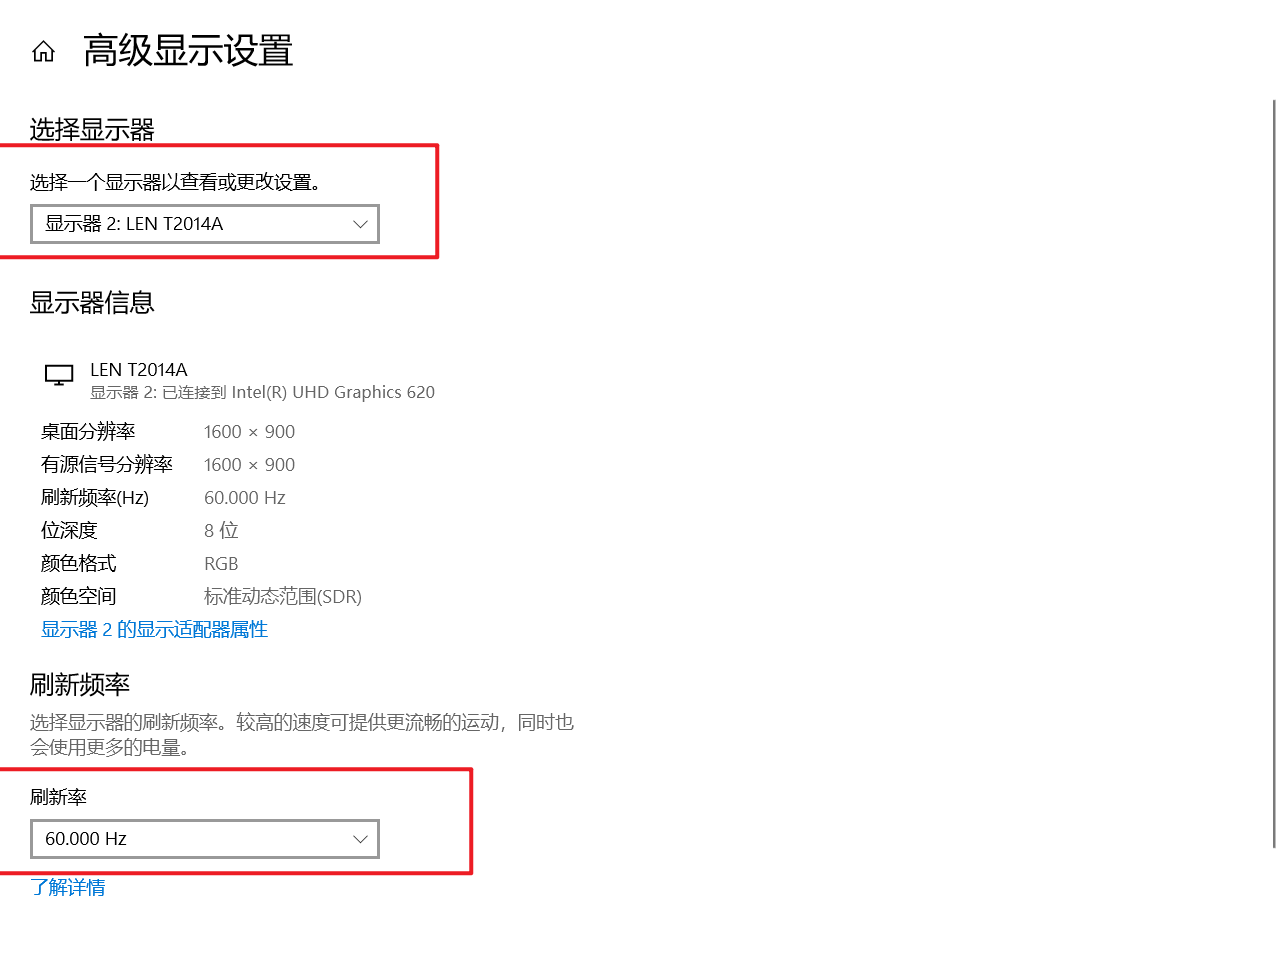 高级显示设置
选择显示器
选择一个显示器以查看或更改设置。
显示器 2: LEN T2014A
显示器信息
LEN T2014A
显示器 2: 已连接到 Intel(R) UHD Graphics 620
桌面分辨率 1600 × 900
有源信号分辨率 1600 × 900
刷新频率(Hz) 60.000 Hz
位深度 8 位
颜色格式 RGB
颜色空间 标准动态范围(SDR)
显示器 2 的显示适配器属性
刷新频率
选择显示器的刷新频率。较高的速度可提供更流畅的运动，同时也
会使用更多的电量。
刷新率
60.000 Hz
了解详情